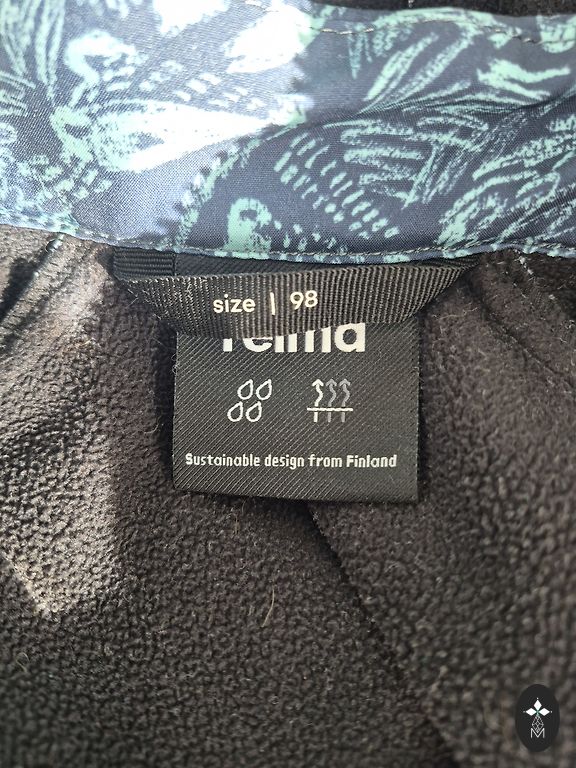 size | 98
reima
Sustainable design from Finland
M